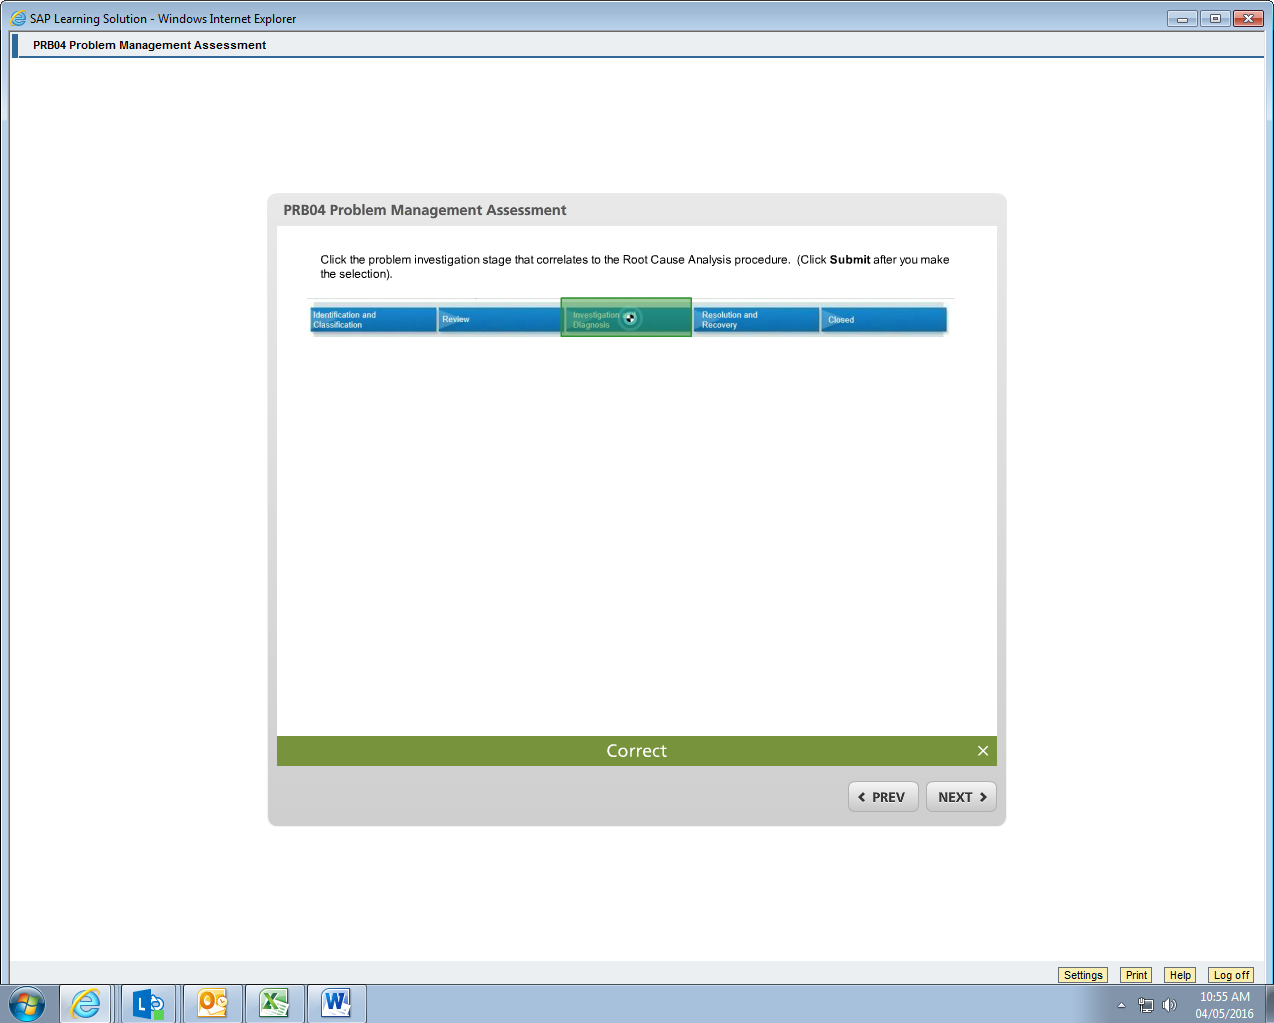 SAP Learning Solution - Windows Internet Explorer
PRB04 Problem Management Assessment
PRB04 Problem Management Assessment
Click the problem investigation stage that correlates to the Root Cause Analysis procedure. (Click Submit after you make
the selection).
Identification and
Classification
Review
Investigation
Diagnosis
Resolution and
Recovery
Closed
Correct
PREV
NEXT
Settings
Print
Help
Log off
10:55 AM
04/05/2016